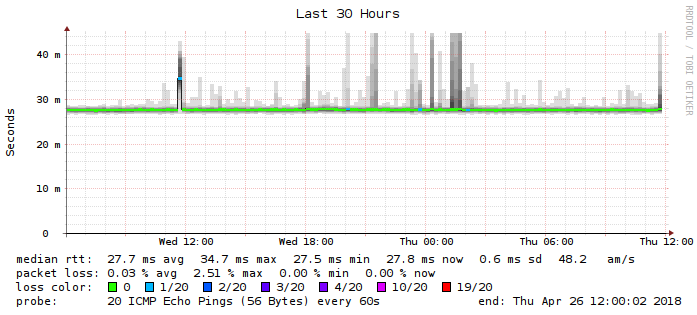 Last 30 Hours
RRDTOOL / TOBI OETIKER
Seconds
40 m
30 m
20 m
10 m
0
Wed 12:00 Wed 18:00 Thu 00:00 Thu 06:00 Thu 12:00
median rtt: 27.7 ms avg 34.7 ms max 27.5 ms min 27.8 ms now 0.6 ms sd 48.2 am/s
packet loss: 0.03 % avg 2.51 % max 0.00 % min 0.00 % now
loss color: 0 1/20 2/20 3/20 4/20 10/20 19/20
probe: 20 ICMP Echo Pings (56 Bytes) every 60s end: Thu Apr 26 12:00:02 2018